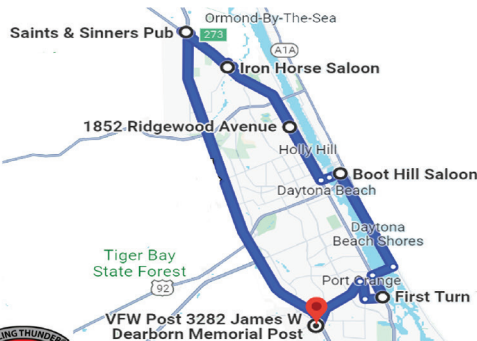 Ormond-By-The-Sea
Saints & Sinners Pub
273
A1A
Iron Horse Saloon
1852 Ridgewood Avenue
Holly Hill
Boot Hill Saloon
Daytona Beach
Daytona
Beach Shores
Tiger Bay
State Forest
92
Port Orange
First Turn
VFW Post 3282 James W
Dearborn Memorial Post
LING THUNDER